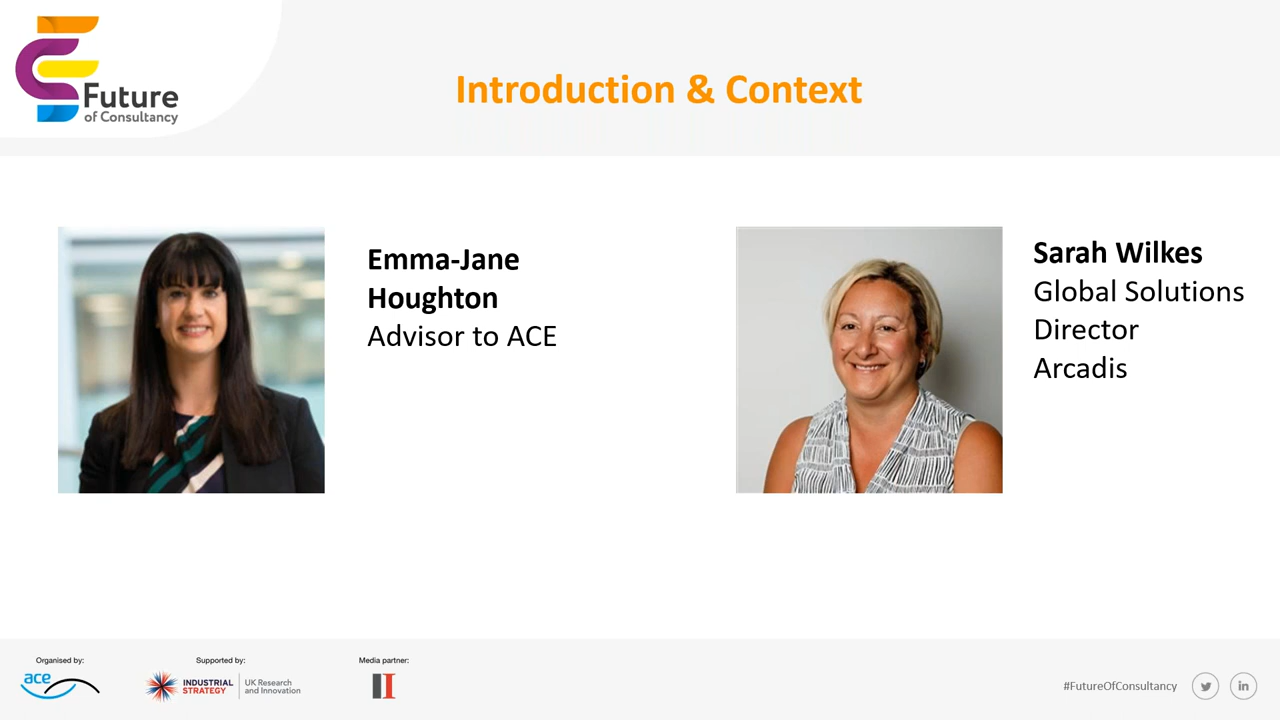 Future
of Consultancy
Introduction & Context
Emma-Jane
Houghton
Advisor to ACE
Sarah Wilkes
Global Solutions
Director
Arcadis
Organised by:
ace
Supported by:
INDUSTRIAL
STRATEGY
UK Research
and Innovation
Media partner:
#FutureOfConsultancy
in